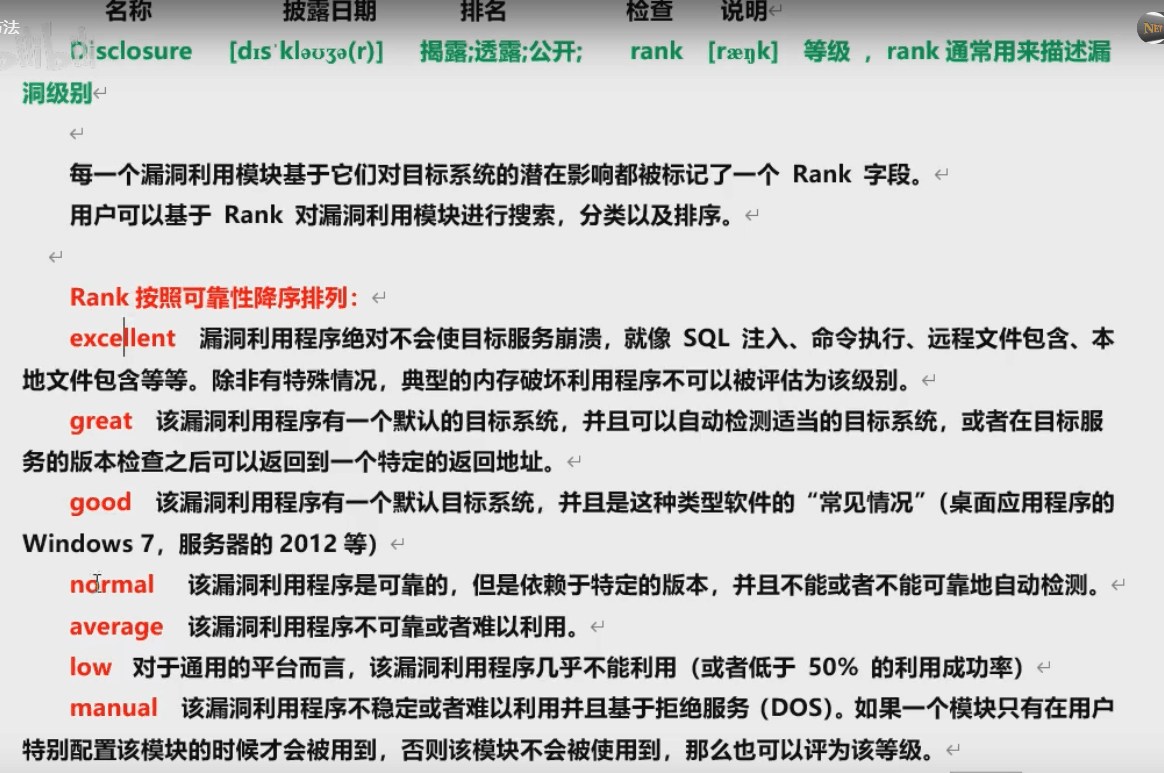 名称 披露日期 排名 检查 说明
方法
Disclosure [dɪsˈkləʊʒə(r)] 揭露;透露;公开; rank [ræŋk] 等级 ，rank 通常用来描述漏
洞级别
每一个漏洞利用模块基于它们对目标系统的潜在影响都被标记了一个 Rank 字段。
用户可以基于 Rank 对漏洞利用模块进行搜索，分类以及排序。
Rank 按照可靠性降序排列：
excellent 漏洞利用程序绝对不会使目标服务崩溃，就像 SQL 注入、命令执行、远程文件包含、本
地文件包含等等。除非有特殊情况，典型的内存破坏利用程序不可以被评估为该级别。
great 该漏洞利用程序有一个默认的目标系统，并且可以自动检测适当的目标系统，或者在目标服
务的版本检查之后可以返回到一个特定的返回地址。
good 该漏洞利用程序有一个默认目标系统，并且是这种类型软件的“常见情况”（桌面应用程序的
Windows 7，服务器的 2012 等）
normal 该漏洞利用程序是可靠的，但是依赖于特定的版本，并且不能或者不能可靠地自动检测。
average 该漏洞利用程序不可靠或者难以利用。
low 对于通用的平台而言，该漏洞利用程序几乎不能利用（或者低于 50% 的利用成功率）
manual 该漏洞利用程序不稳定或者难以利用并且基于拒绝服务（DOS）。如果一个模块只有在用户
特别配置该模块的时候才会被用到，否则该模块不会被使用到，那么也可以评为该等级。